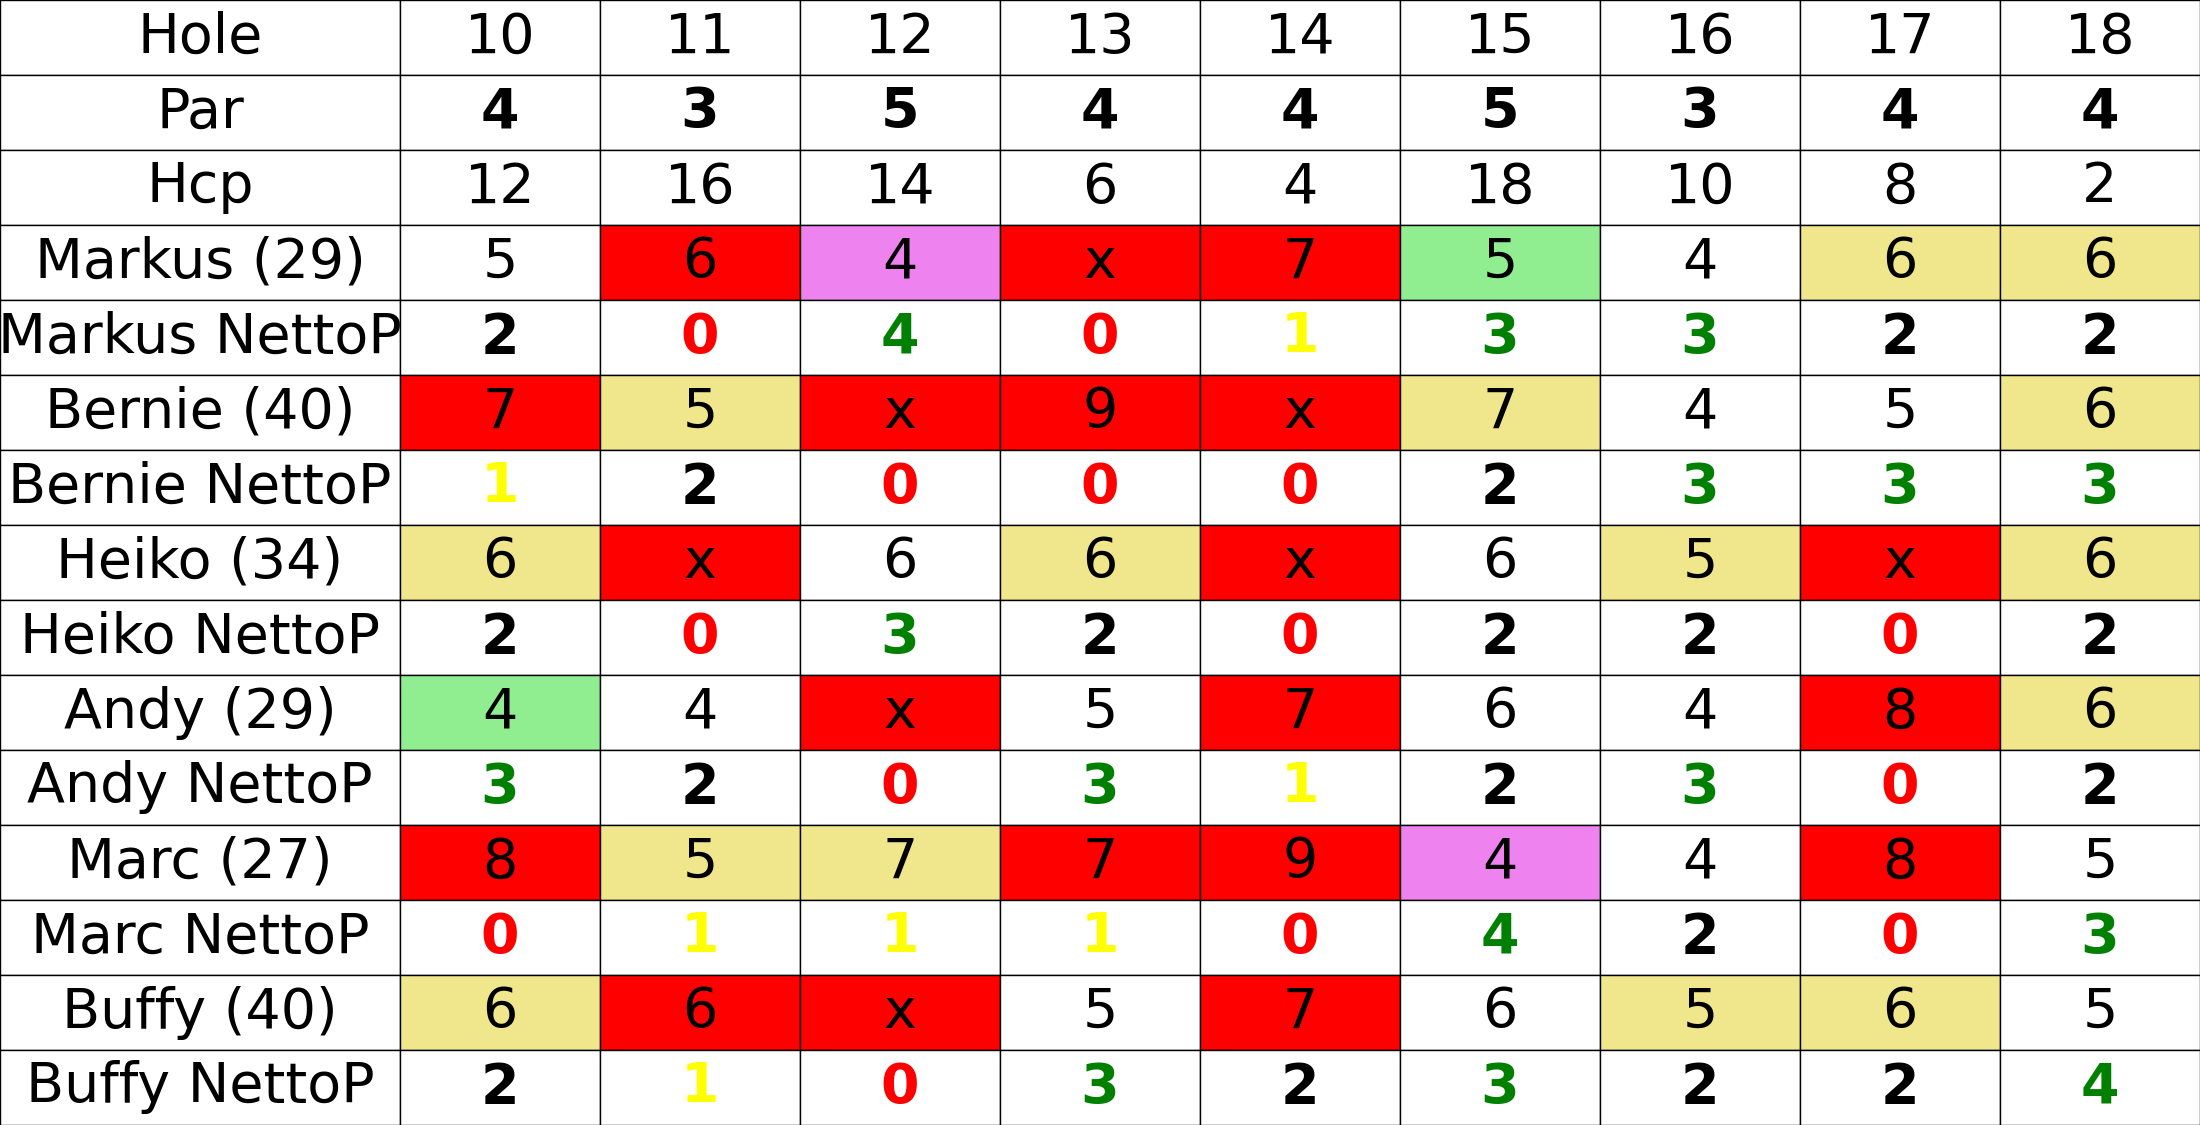 Hole 10 11 12 13 14 15 16 17 18
Par 4 3 5 4 4 5 3 4 4
Hcp 12 16 14 6 4 18 10 8 2
Markus (29) 5 6 4 x 7 5 4 6 6
Markus NettoP 2 0 4 0 1 3 3 2 2
Bernie (40) 7 5 x 9 x 7 4 5 6
Bernie NettoP 1 2 0 0 0 2 3 3 3
Heiko (34) 6 x 6 6 x 6 5 x 6
Heiko NettoP 2 0 3 2 0 2 2 0 2
Andy (29) 4 4 x 5 7 6 4 8 6
Andy NettoP 3 2 0 3 1 2 3 0 2
Marc (27) 8 5 7 7 9 4 4 8 5
Marc NettoP 0 1 1 1 0 4 2 0 3
Buffy (40) 6 6 x 5 7 6 5 6 5
Buffy NettoP 2 1 0 3 2 3 2 2 4